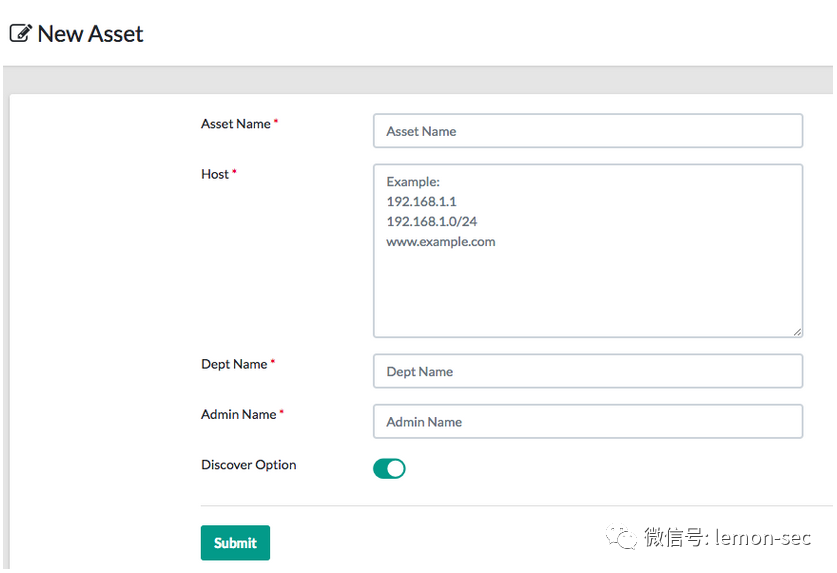 New Asset
Asset Name *
Asset Name
Host *
Example:
192.168.1.1
192.168.1.0/24
www.example.com
Dept Name *
Dept Name
Admin Name *
Admin Name
Discover Option
Submit
微信号: lemon-sec